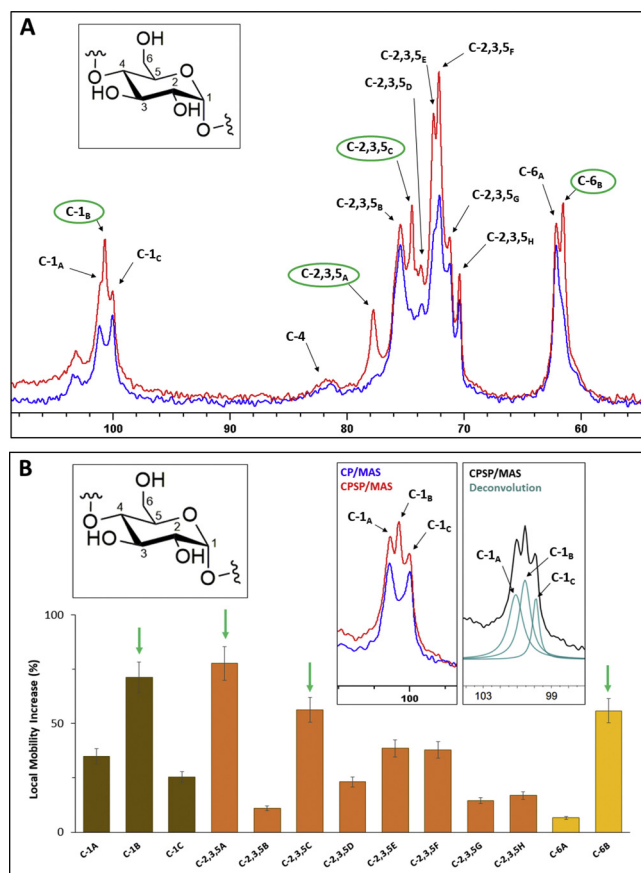 A
OH
6
4
5
O
HO
2
1
3
OH
O
C-1B
C-1A
C-1C
C-4
C-2,3,5A
C-2,3,5B
C-2,3,5C
C-2,3,5D
C-2,3,5E
C-2,3,5F
C-2,3,5G
C-2,3,5H
C-6A
C-6B
100
90
80
70
60
B
OH
6
4
5
O
O
HO
2
1
3
OH
O
CP/MAS
CPSP/MAS
C-1B
C-1A
C-1C
100
CPSP/MAS
Deconvolution
C-1A
C-1B
C-1C
103
99
Local Mobility Increase (%)
100
50
0
C-1A
C-1B
C-1C
C-2,3,5A
C-2,3,5B
C-2,3,5C
C-2,3,5D
C-2,3,5E
C-2,3,5F
C-2,3,5G
C-2,3,5H
C-6A
C-6B